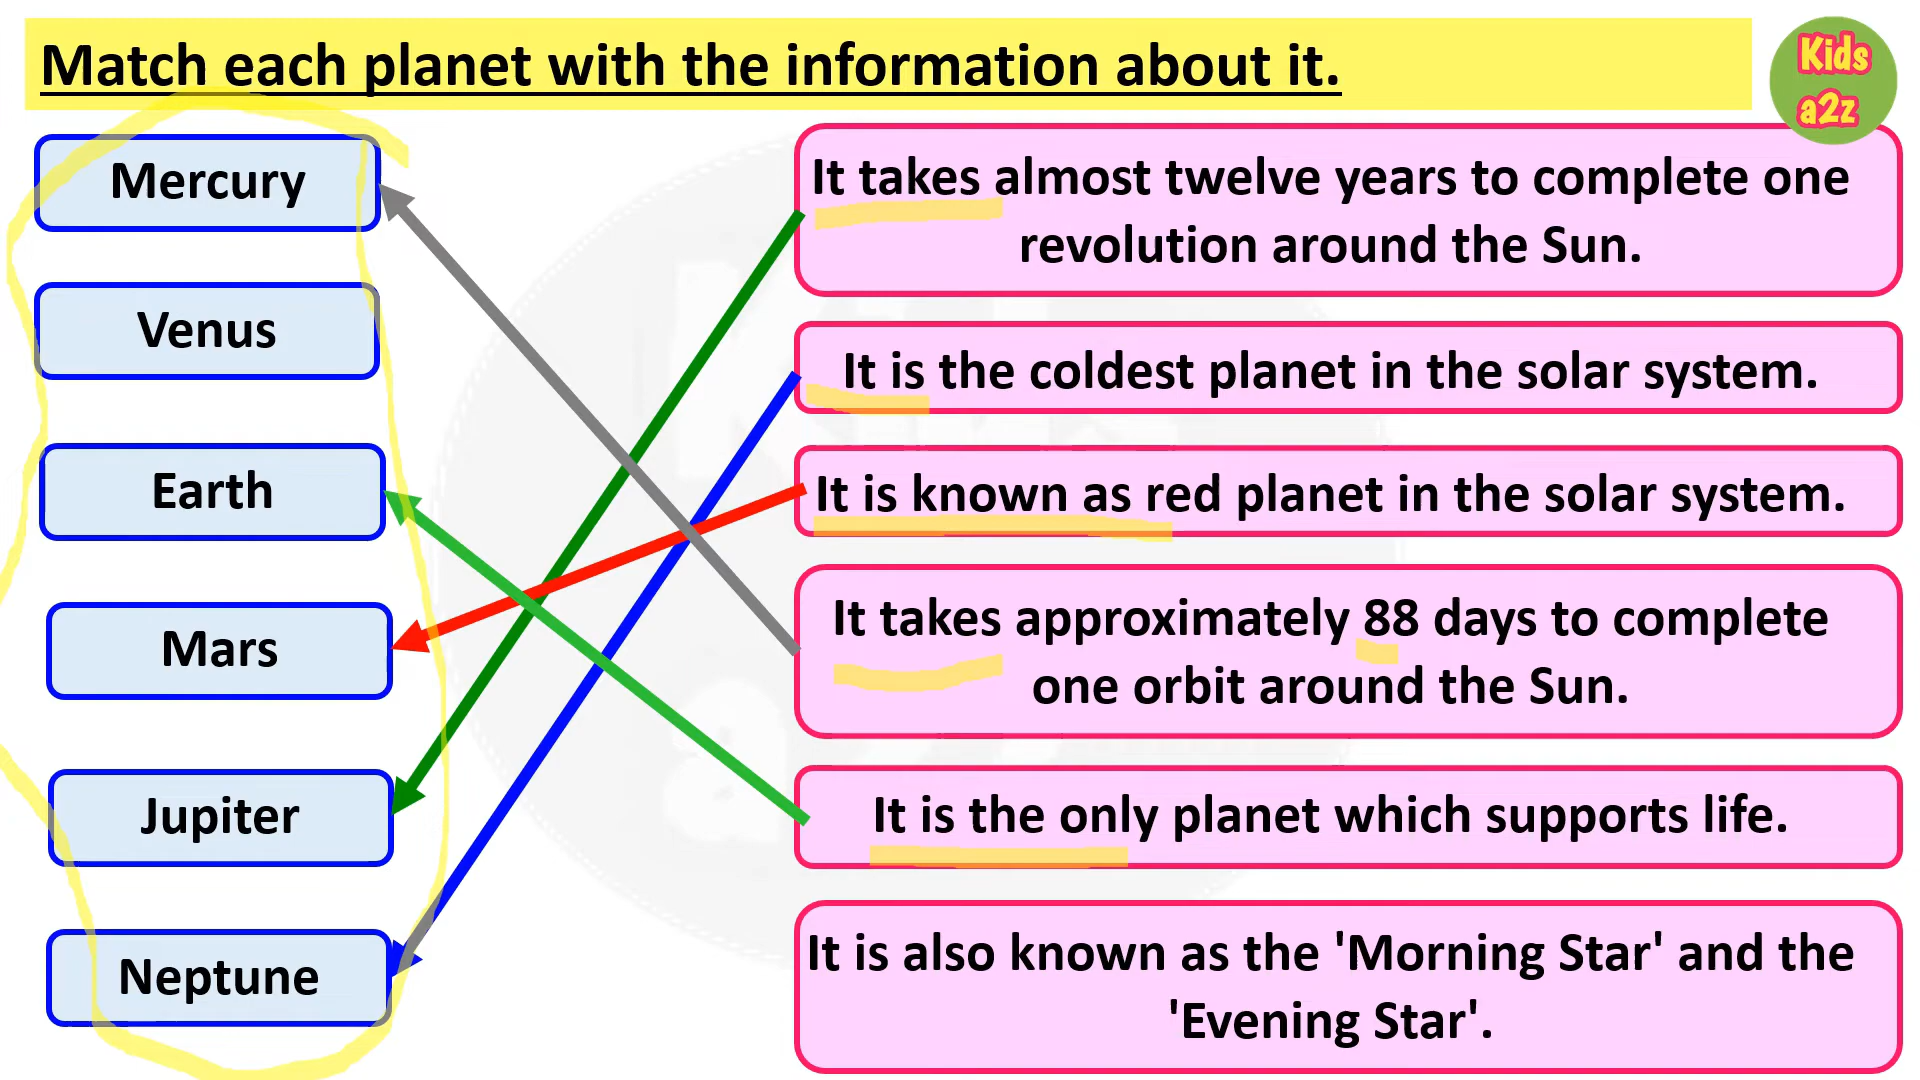 Match each planet with the information about it.
Kids
a2z
Mercury
Venus
Earth
Mars
Jupiter
Neptune
It takes almost twelve years to complete one
revolution around the Sun.
It is the coldest planet in the solar system.
It is known as red planet in the solar system.
It takes approximately 88 days to complete
one orbit around the Sun.
It is the only planet which supports life.
It is also known as the 'Morning Star' and the
'Evening Star'.